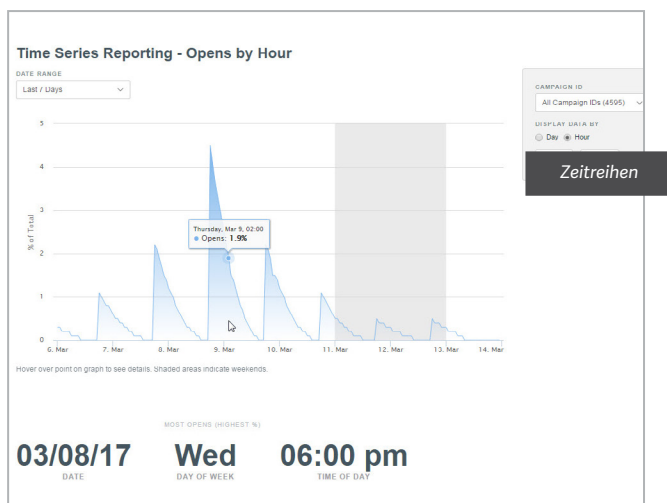 Time Series Reporting - Opens by Hour
DATE RANGE
Last 7 Days
CAMPAIGN ID
All Campaign IDs (4595)
DISPLAY DATA BY
Day Hour
Zeitreihen
5
4
3
2
1
0
% of Total
Thursday, Mar 9, 02:00
Opens: 1.9%
6. Mar 7. Mar 8. Mar 9. Mar 10. Mar 11. Mar 12. Mar 13. Mar 14. Mar
Hover over point on graph to see details. Shaded areas indicate weekends.
MOST OPENS (HIGHEST %)
03/08/17 Wed 06:00 pm
DATE DAY OF WEEK TIME OF DAY